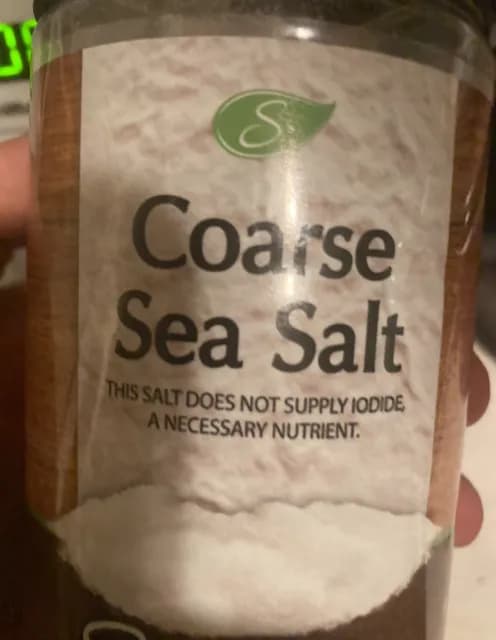 S
Coarse
Sea Salt
THIS SALT DOES NOT SUPPLY IODIDE,
A NECESSARY NUTRIENT.